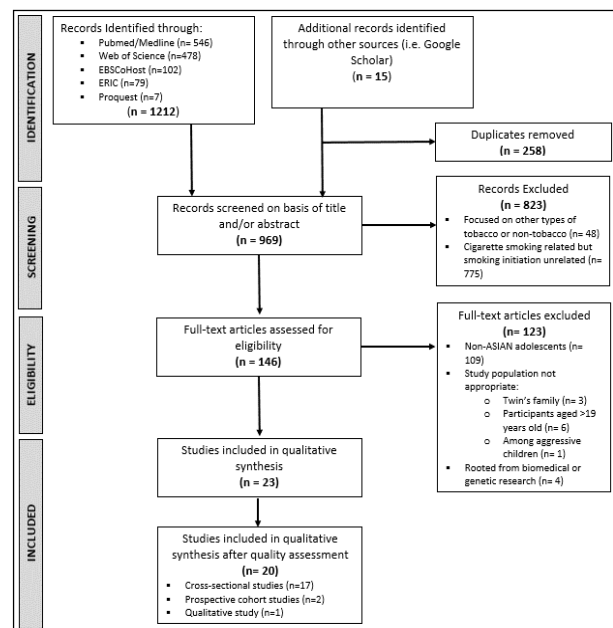 IDENTIFICATION
Records Identified through:
▪ Pubmed/Medline (n= 546)
▪ Web of Science (n=478)
▪ EBSCoHost (n=102)
▪ ERIC (n=79)
▪ Proquest (n=7)
(n = 1212)
Additional records identified
through other sources (i.e. Google
Scholar)
(n = 15)
Duplicates removed
(n = 258)
SCREENING
Records screened on basis of title
and/or abstract
(n = 969)
Records Excluded
(n = 823)
▪ Focused on other types of
tobacco or non-tobacco (n= 48)
▪ Cigarette smoking related but
smoking initiation unrelated (n=
775)
ELIGIBILITY
Full-text articles assessed for
eligibility
(n = 146)
Full-text articles excluded
(n= 123)
▪ Non-ASIAN adolescents (n=
109)
▪ Study population not
appropriate:
o Twin's family (n= 3)
o Participants aged >19
years old (n = 6)
o Among aggressive
children (n= 1)
▪ Rooted from biomedical or
genetic research (n= 4)
INCLUDED
Studies included in qualitative
synthesis
(n = 23)
Studies included in qualitative
synthesis after quality assessment
(n= 20)
▪ Cross-sectional studies (n=17)
▪ Prospective cohort studies (n=2)
▪ Qualitative study (n=1)